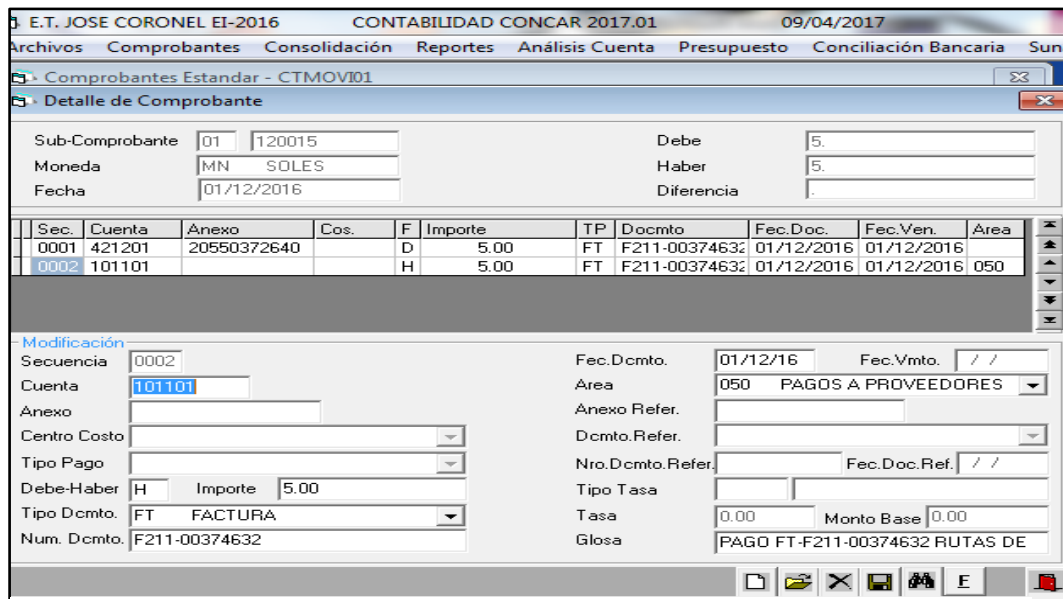 E.T. JOSE CORONEL EI-2016 CONTABILIDAD CONCAR 2017.01 09/04/2017
Archivos Comprobantes Consolidación Reportes Análisis Cuenta Presupuesto Conciliación Bancaria Sun
Comprobantes Estandar - CTMOVI01
Detalle de Comprobante
Sub-Comprobante 01 120015 Debe 5.
Moneda MN SOLES Haber 5.
Fecha 01/12/2016 Diferencia .
Sec. Cuenta Anexo Cos. F Importe TP Docmto Fec.Doc. Fec.Ven. Area
0001 421201 20550372640 D 5.00 FT F211-00374632 01/12/2016 01/12/2016
0002 101101 H 5.00 FT F211-00374632 01/12/2016 01/12/2016 050
Modificación
Secuencia 0002 Fec.Dcmto. 01/12/16 Fec.Vmto. / /
Cuenta 101101 Area 050 PAGOS A PROVEEDORES
Anexo Anexo Refer.
Centro Costo Dcmto.Refer.
Tipo Pago Nro.Dcmto.Refer. Fec.Doc.Ref. / /
Debe-Haber H Importe 5.00 Tipo Tasa
Tipo Dcmto. FT FACTURA Tasa 0.00 Monto Base 0.00
Num. Dcmto. F211-00374632 Glosa PAGO FT-F211-00374632 RUTAS DE
E